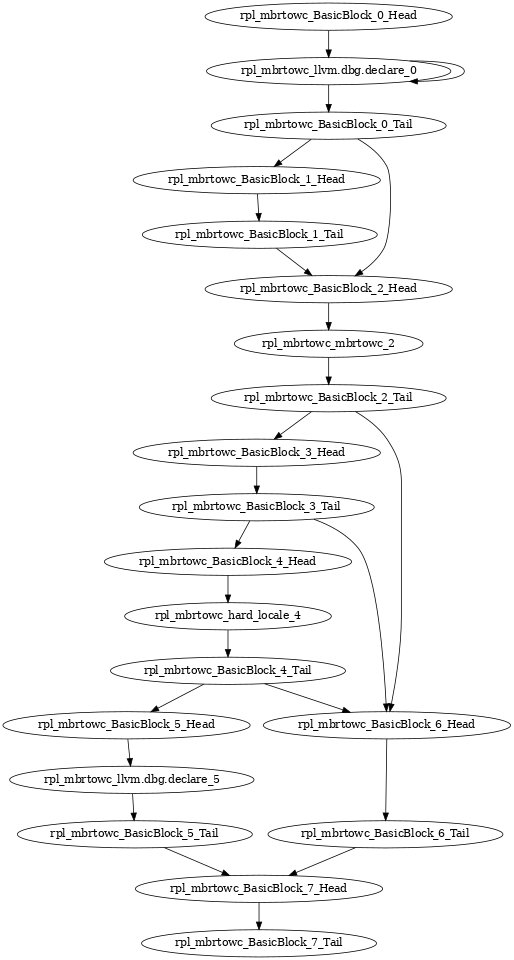 rpl_mbrtowc_BasicBlock_0_Head
rpl_mbrtowc_llvm.dbg.declare_0
rpl_mbrtowc_BasicBlock_0_Tail
rpl_mbrtowc_BasicBlock_1_Head
rpl_mbrtowc_BasicBlock_1_Tail
rpl_mbrtowc_BasicBlock_2_Head
rpl_mbrtowc_mbrtowc_2
rpl_mbrtowc_BasicBlock_2_Tail
rpl_mbrtowc_BasicBlock_3_Head
rpl_mbrtowc_BasicBlock_3_Tail
rpl_mbrtowc_BasicBlock_4_Head
rpl_mbrtowc_hard_locale_4
rpl_mbrtowc_BasicBlock_4_Tail
rpl_mbrtowc_BasicBlock_5_Head
rpl_mbrtowc_BasicBlock_6_Head
rpl_mbrtowc_llvm.dbg.declare_5
rpl_mbrtowc_BasicBlock_5_Tail
rpl_mbrtowc_BasicBlock_6_Tail
rpl_mbrtowc_BasicBlock_7_Head
rpl_mbrtowc_BasicBlock_7_Tail